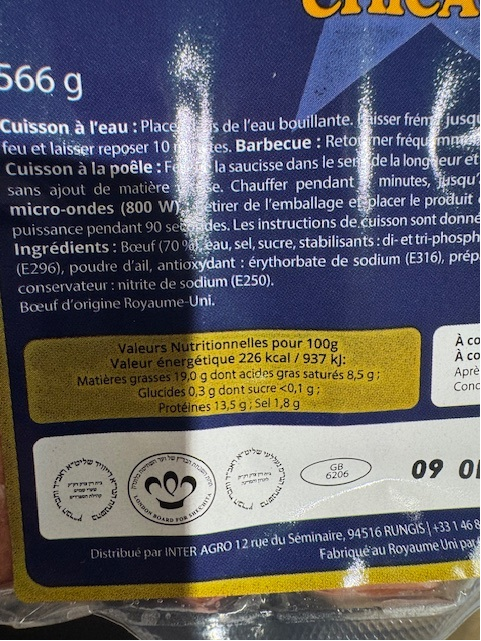 CHICA
566 g
Cuisson à l'eau : Place dans de l'eau bouillante. Laisser frémir jusqu
feu et laisser reposer 10 minutes. Barbecue : Retourner fréquemment
Cuisson à la poêle : la saucisse dans le sens de la longueur et
sans ajout de matière Chauffer pendant minutes, jusqu'
micro-ondes (800 W) retirer de l'emballage et placer le produit
puissance pendant 90 secondes. Les instructions de cuisson sont donné
Ingrédients : Bœuf (70 %), eau, sel, sucre, stabilisants : di- et tri-phosph
(E296), poudre d'ail, antioxydant : érythorbate de sodium (E316), prép
conservateur : nitrite de sodium (E250).
Bœuf d'origine Royaume-Uni.
Valeurs Nutritionnelles pour 100g
Valeur énergétique 226 kcal / 937 kJ:
Matières grasses 19,0 g dont acides gras saturés 8,5 g ;
Glucides 0,3 g dont sucre <0,1 g ;
Protéines 13,5 g ; Sel 1,8 g
À co
À co
Aprè
Cond
LONDON BOARD FOR SHECHITA
GB
6206
09 0
Distribué par INTER AGRO 12 rue du Séminaire, 94516 RUNGIS | +33 1 46 8
Fabriqué au Royaume Uni par